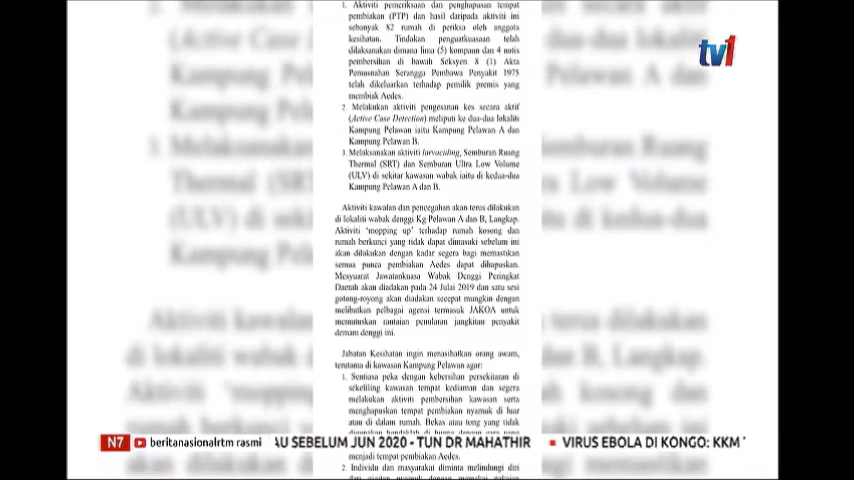 1. Aktiviti pemeriksaan dan penghapusan tempat
pembiakan (PTP) dan hasil daripada aktiviti ini
sebanyak 82 rumah di periksa oleh anggota
kesihatan. Tindakan penguatkuasaan telah
dilaksanakan dimana lima (5) kompaun dan 4 notis
pembersihan di bawah Seksyen 8 (1) Akta
Pemusnahan Serangga Pembawa Penyakit 1975
telah dikeluarkan terhadap pemilik premis yang
membiak Aedes.
2. Melakukan aktiviti pengesanan kes secara aktif
(Active Case Detection) meliputi ke dua-dua lokaliti
Kampung Pelawan iaitu Kampung Pelawan A dan
Kampung Pelawan B.
3. Melaksanakan aktiviti larvaciding, Semburan Ruang
Thermal (SRT) dan Semburan Ultra Low Volume
(ULV) di sekitar kawasan wabak iaitu di kedua-dua
Kampung Pelawan A dan B.
Aktiviti kawalan dan pencegahan akan terus dilakukan
di lokaliti wabak denggi Kg Pelawan A dan B, Langkap.
Aktiviti 'mopping up' terhadap rumah kosong dan
rumah berkunci yang tidak dapat dimasuki sebelum ini
akan dilakukan dengan kadar segera bagi memastikan
semua punca pembiakan Aedes dapat dihapuskan.
Mesyuarat Jawatankuasa Wabak Denggi Peringkat
Daerah akan diadakan pada 24 Julai 2019 dan satu sesi
gotong-royong akan diadakan secepat mungkin dengan
melibatkan pelbagai agensi termasuk JAKOA untuk
memutuskan rantaian penularan jangkitan penyakit
demam denggi ini.
Jabatan Kesihatan ingin menasihatkan orang awam,
terutama di kawasan Kampung Pelawan agar:
1. Sentiasa peka dengan kebersihan persekitaran di
sekeliling kawasan tempat kediaman dan segera
melakukan aktiviti pembersihan kawasan serta
menghapuskan tempat pembiakan nyamuk di luar
atau di dalam rumah. Bekas atau tong yang tidak
menjadi tempat pembiakan Aedes.
2. Individu dan masyarakat diminta melindungi diri
tv1
N7 beritanasionalrtm rasmi AU SEBELUM JUN 2020 - TUN DR MAHATHIR ▪ VIRUS EBOLA DI KONGO: KKM